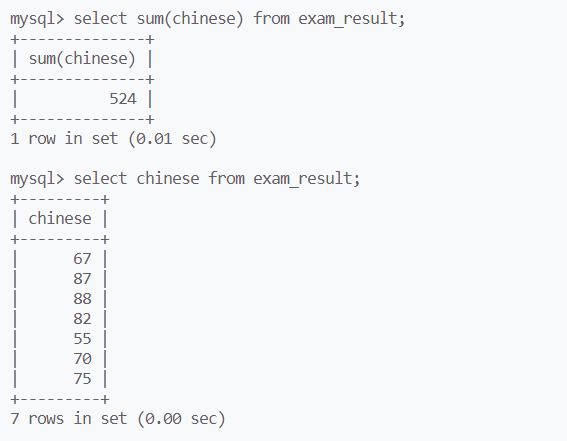 mysql> select sum(chinese) from exam_result;
+--------------+
| sum(chinese) |
+--------------+
|          524 |
+--------------+
1 row in set (0.01 sec)

mysql> select chinese from exam_result;
+---------+
| chinese |
+---------+
|      67 |
|      87 |
|      88 |
|      82 |
|      55 |
|      70 |
|      75 |
+---------+
7 rows in set (0.00 sec)